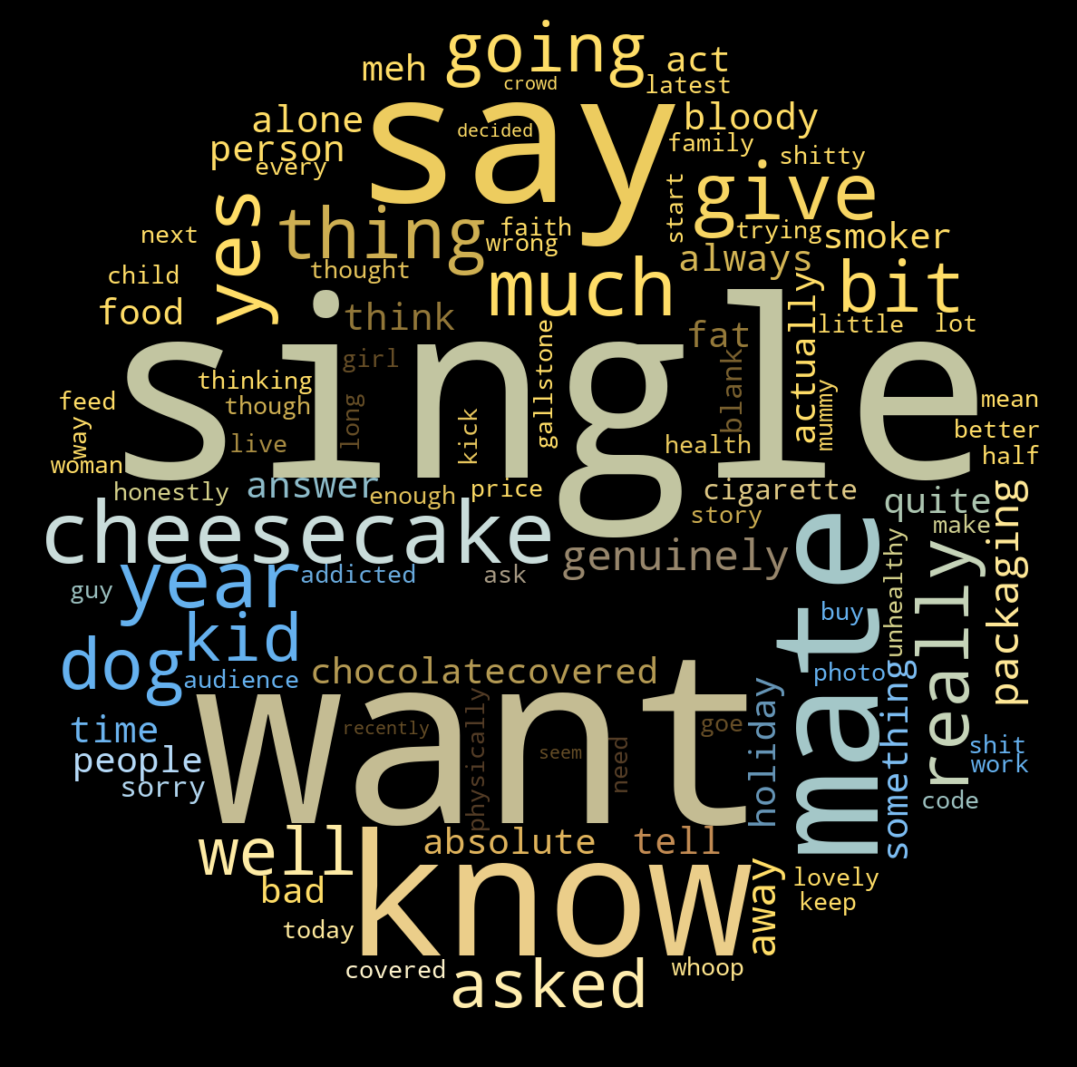 going
meh
act
crowd
latest
say
alone
decided
bloody
person
family
every
shitty
yes
thing
start
give
faith
wrong
trying
smoker
next
thought
much
always
child
bit
food
think
single
fat
actually
little
lot
girl
gallstone
blank
thinking
mummy
feed
though
long
mean
way
live
kick
health
better
woman
half
honestly
answer
enough
price
cigarette
quite
cheesecake
story
make
packaging
genuinely
mate
year
addicted
ask
unhealthy
really
guy
buy
kid
dog
chocolatecovered
photo
audience
want
something
time
recently
physically
goe
holiday
people
seem
need
shit
work
sorry
code
well
absolute
tell
know
bad
away
lovely
keep
today
covered
asked
whoop